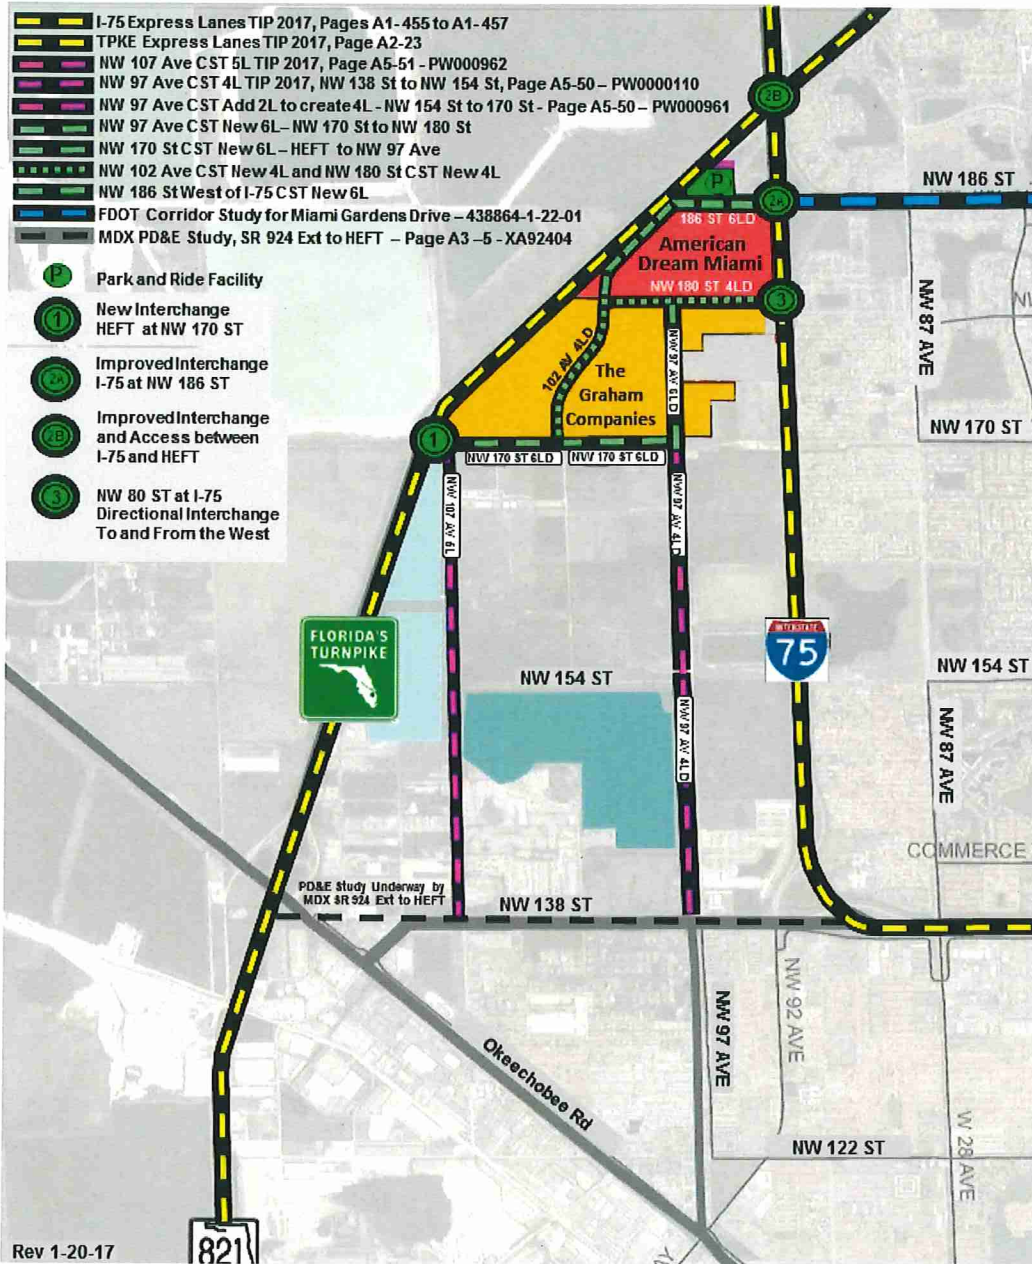 I-75 Express Lanes TIP 2017, Pages A1-455 to A1-457
TPKE Express Lanes TIP 2017, Page A2-23
NW 107 Ave CST 5L TIP 2017, Page A5-51 - PW000962
NW 97 Ave CST 4L TIP 2017, NW 138 St to NW 154 St, Page A5-50 – PW0000110
NW 97 Ave CST Add 2L to create 4L - NW 154 St to 170 St - Page A5-50 – PW000961
NW 97 Ave CST New 6L– NW 170 St to NW 180 St
NW 170 St CST New 6L – HEFT to NW 97 Ave
NW 102 Ave CST New 4L and NW 180 St CST New 4L
NW 186 St West of I-75 CST New 6L
FDOT Corridor Study for Miami Gardens Drive – 438864-1-22-01
MDX PD&E Study, SR 924 Ext to HEFT – Page A3 –5 - XA92404
P
Park and Ride Facility
1
New Interchange
HEFT at NW 170 ST
2A
Improved Interchange
I-75 at NW 186 ST
2B
Improved Interchange
and Access between
I-75 and HEFT
3
NW 80 ST at I-75
Directional Interchange
To and From the West
2B
P
2A
NW 186 ST
186 ST 6LD
American
Dream Miami
NW 180 ST 4LD
3
NW 87 AVE
102 AV 4LD
NW 97 AV 6LD
The
Graham
Companies
1
NW 170 ST
NW 170 ST 6LD
NW 170 ST 6LD
NW 107 AV 6L
NW 97 AV 4LD
FLORIDA'S
TURNPIKE
INTERSTATE
75
NW 154 ST
NW 154 ST
NW 97 AV 4LD
NW 87 AVE
COMMERCE
PD&E Study Underway by
MDX SR 924 Ext to HEFT
NW 138 ST
NW 97 AVE
NW 92 AVE
Okeechobee Rd
NW 122 ST
W 28 AVE
Rev 1-20-17
821